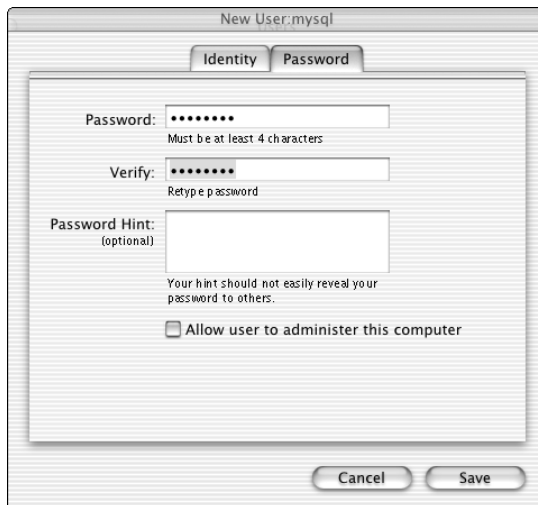 New User:mysql
Identity
Password
Password: ••••••••
Must be at least 4 characters
Verify: ••••••••
Retype password
Password Hint:
(optional)
Your hint should not easily reveal your
password to others.
Allow user to administer this computer
Cancel
Save